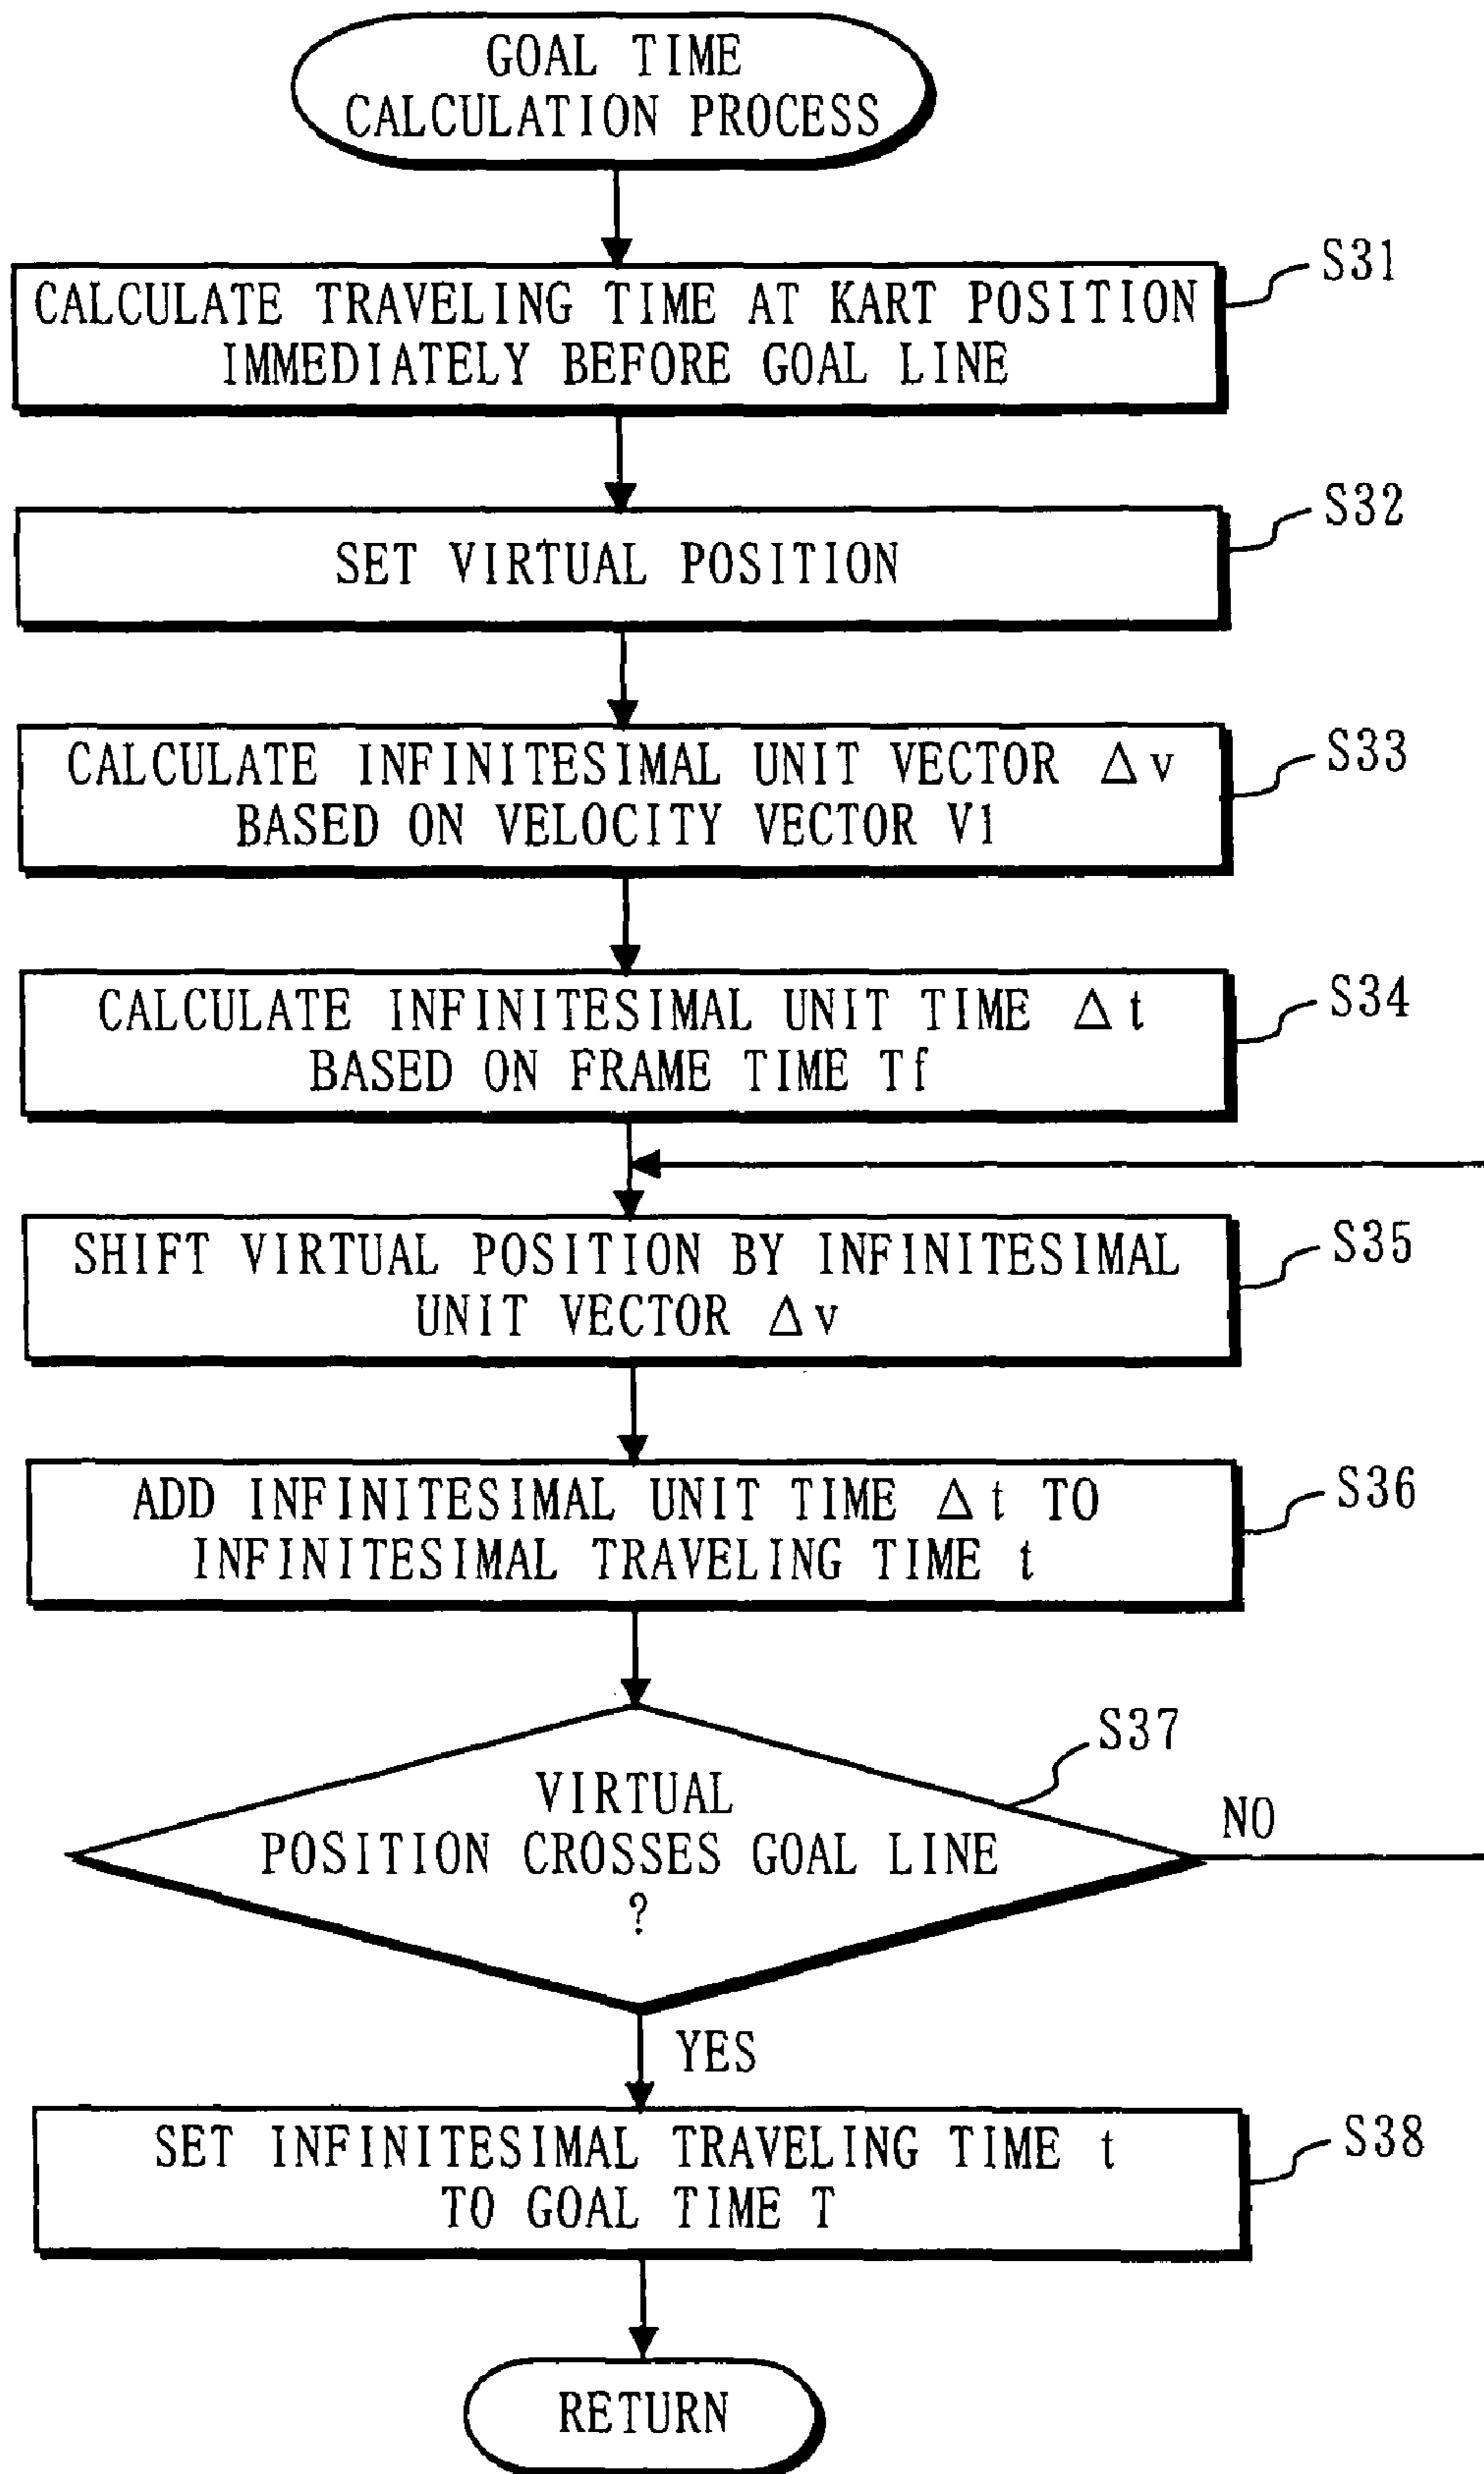 GOAL TIME
CALCULATION PROCESS
S31
CALCULATE TRAVELING TIME AT KART POSITION
IMMEDIATELY BEFORE GOAL LINE
S32
SET VIRTUAL POSITION
S33
CALCULATE INFINITESIMAL UNIT VECTOR Δv
BASED ON VELOCITY VECTOR V1
S34
CALCULATE INFINITESIMAL UNIT TIME Δt
BASED ON FRAME TIME Tf
S35
SHIFT VIRTUAL POSITION BY INFINITESIMAL
UNIT VECTOR Δv
S36
ADD INFINITESIMAL UNIT TIME Δt TO
INFINITESIMAL TRAVELING TIME t
S37
VIRTUAL
POSITION CROSSES GOAL LINE
?
NO
YES
S38
SET INFINITESIMAL TRAVELING TIME t
TO GOAL TIME T
RETURN